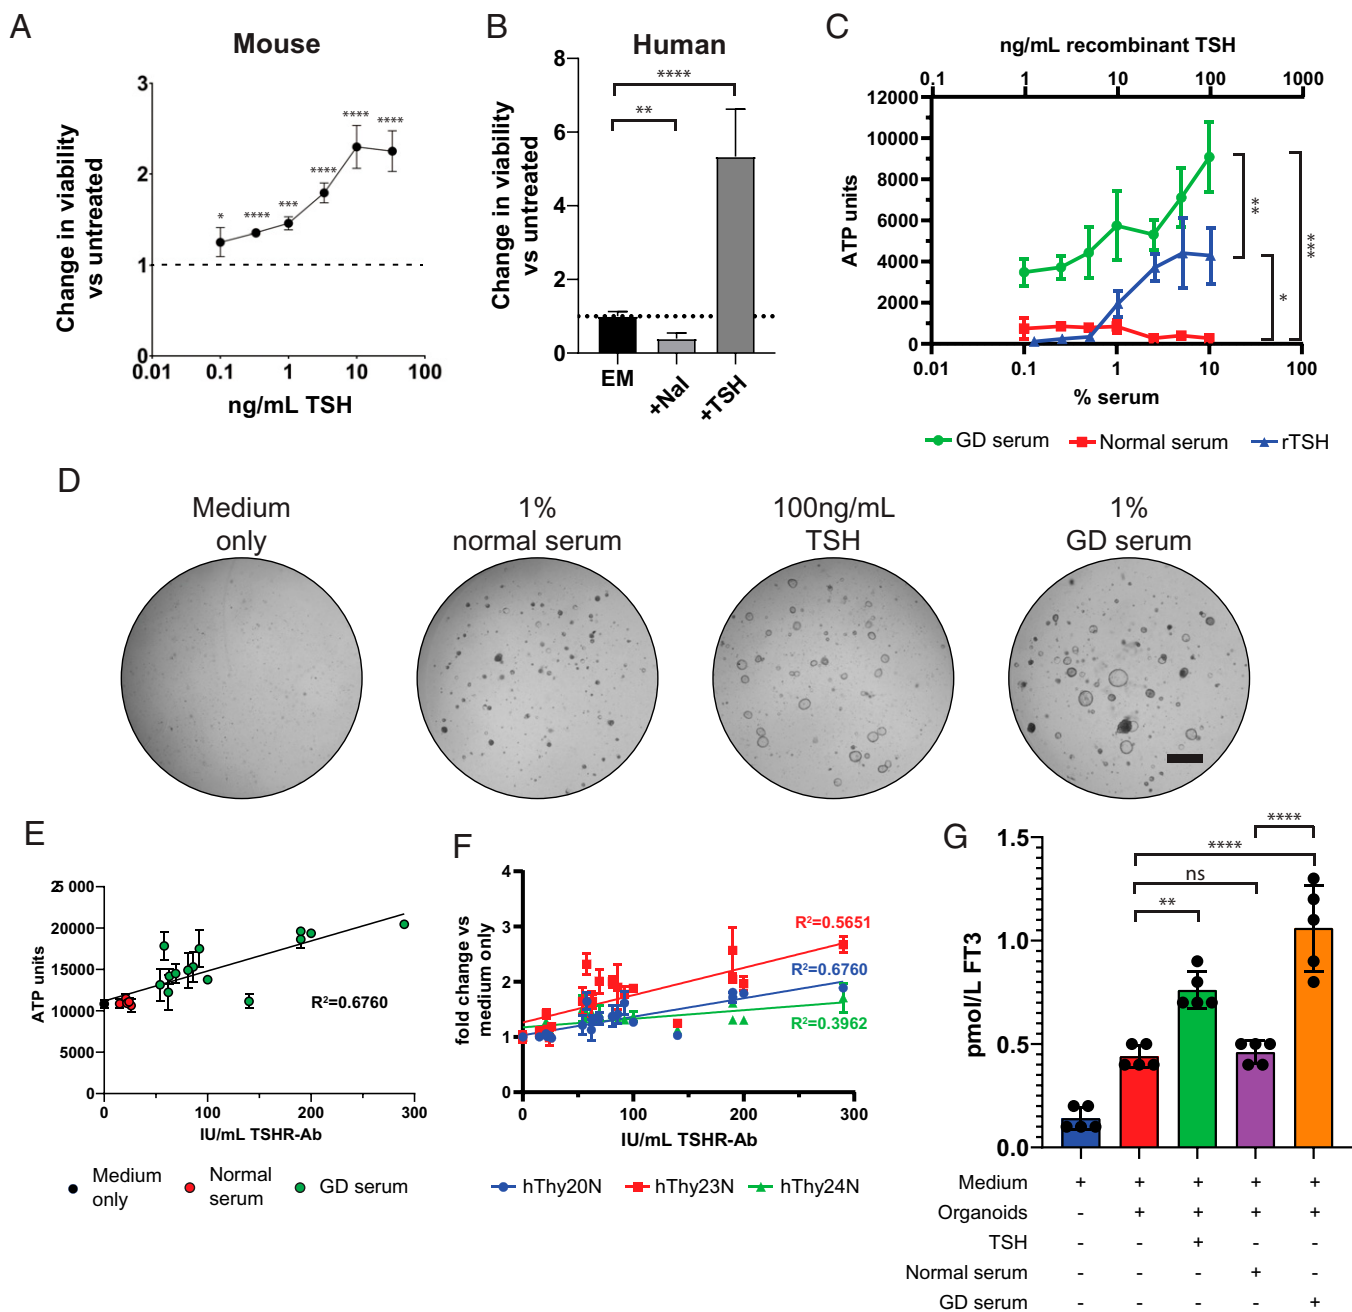 A
Mouse
Change in viability
vs untreated
3
2
1
0
*
****
***
****
****
****
0.01
0.1
1
10
100
ng/mL TSH
B
Human
Change in viability
vs untreated
8
6
4
2
0
****
**
EM
+NaI
+TSH
C
ng/mL recombinant TSH
0.1
1
10
100
1000
ATP units
12000
10000
8000
6000
4000
2000
0
**
*
***
0.01
0.1
1
10
100
% serum
GD serum
Normal serum
rTSH
D
Medium
only
1%
normal serum
100ng/mL
TSH
1%
GD serum
E
ATP units
25 000
20000
15000
10000
5000
0
R²=0.6760
0
100
200
300
IU/mL TSHR-Ab
Medium
only
Normal
serum
GD serum
F
fold change vs
medium only
4
3
2
1
0
R²=0.5651
R²=0.6760
R²=0.3962
0
100
200
300
IU/mL TSHR-Ab
hThy20N
hThy23N
hThy24N
G
pmol/L FT3
1.5
1.0
0.5
0.0
****
****
ns
**
Medium + + + + +
Organoids - + + + +
TSH - - + - -
Normal serum - - - + -
GD serum - - - - +